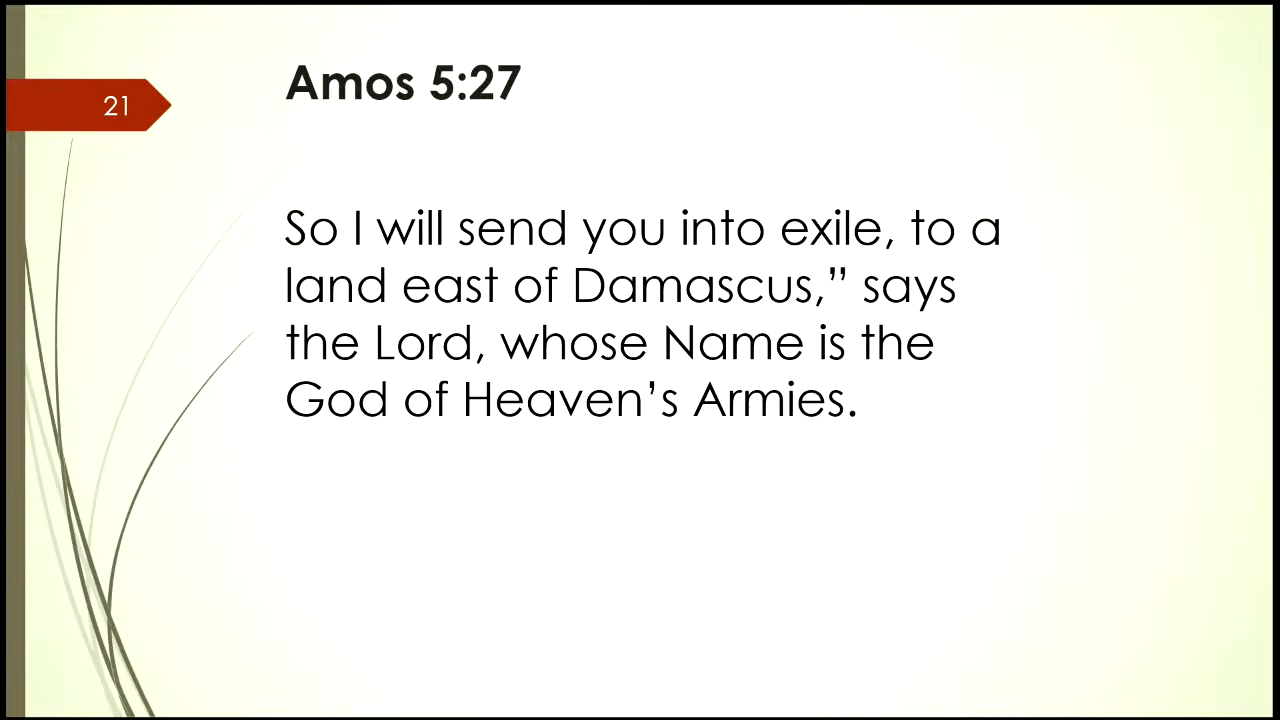 Amos 5:27
21
So I will send you into exile, to a
land east of Damascus,” says
the Lord, whose Name is the
God of Heaven’s Armies.